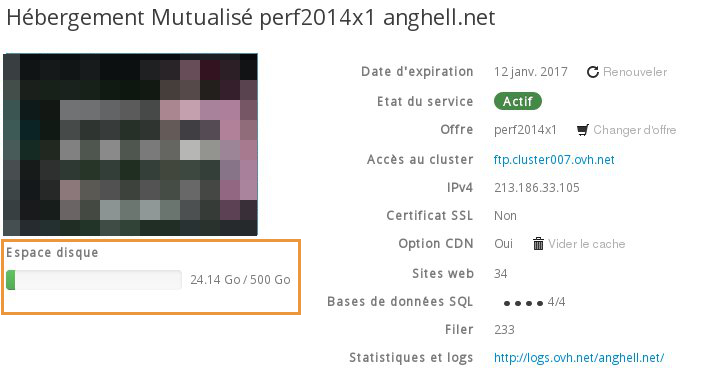 Hébergement Mutualisé perf2014x1 anghell.net
Date d'expiration 12 janv. 2017 Renouveler
Etat du service Actif
Offre perf2014x1 Changer d'offre
Accès au cluster ftp.cluster007.ovh.net
IPv4 213.186.33.105
Certificat SSL Non
Option CDN Oui Vider le cache
Sites web 34
Bases de données SQL 4/4
Filer 233
Statistiques et logs http://logs.ovh.net/anghell.net/
Espace disque
24.14 Go / 500 Go